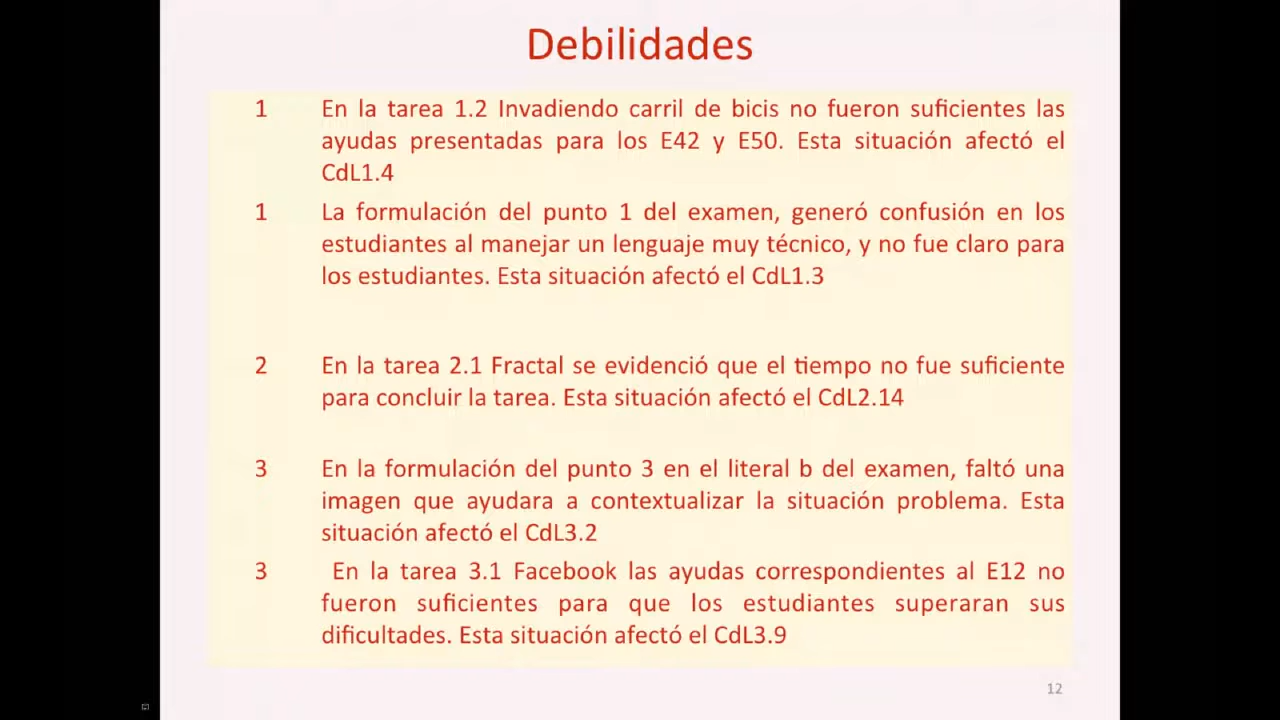 Debilidades
1 En la tarea 1.2 Invadiendo carril de bicis no fueron suficientes las
ayudas presentadas para los E42 y E50. Esta situación afectó el
CdL1.4
1 La formulación del punto 1 del examen, generó confusión en los
estudiantes al manejar un lenguaje muy técnico, y no fue claro para
los estudiantes. Esta situación afectó el CdL1.3
2 En la tarea 2.1 Fractal se evidenció que el tiempo no fue suficiente
para concluir la tarea. Esta situación afectó el CdL2.14
3 En la formulación del punto 3 en el literal b del examen, faltó una
imagen que ayudara a contextualizar la situación problema. Esta
situación afectó el CdL3.2
3 En la tarea 3.1 Facebook las ayudas correspondientes al E12 no
fueron suficientes para que los estudiantes superaran sus
dificultades. Esta situación afectó el CdL3.9
12